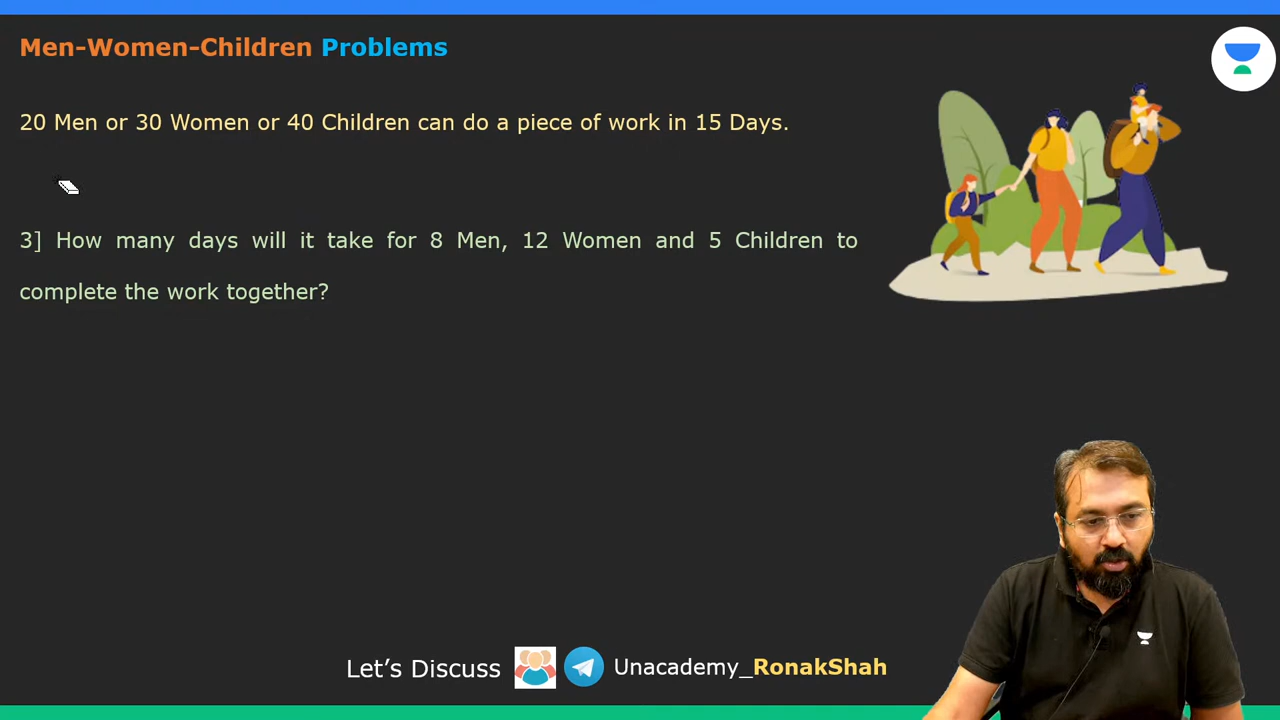 Men-Women-Children Problems
20 Men or 30 Women or 40 Children can do a piece of work in 15 Days.
3] How many days will it take for 8 Men, 12 Women and 5 Children to
complete the work together?
Let’s Discuss Unacademy_RonakShah